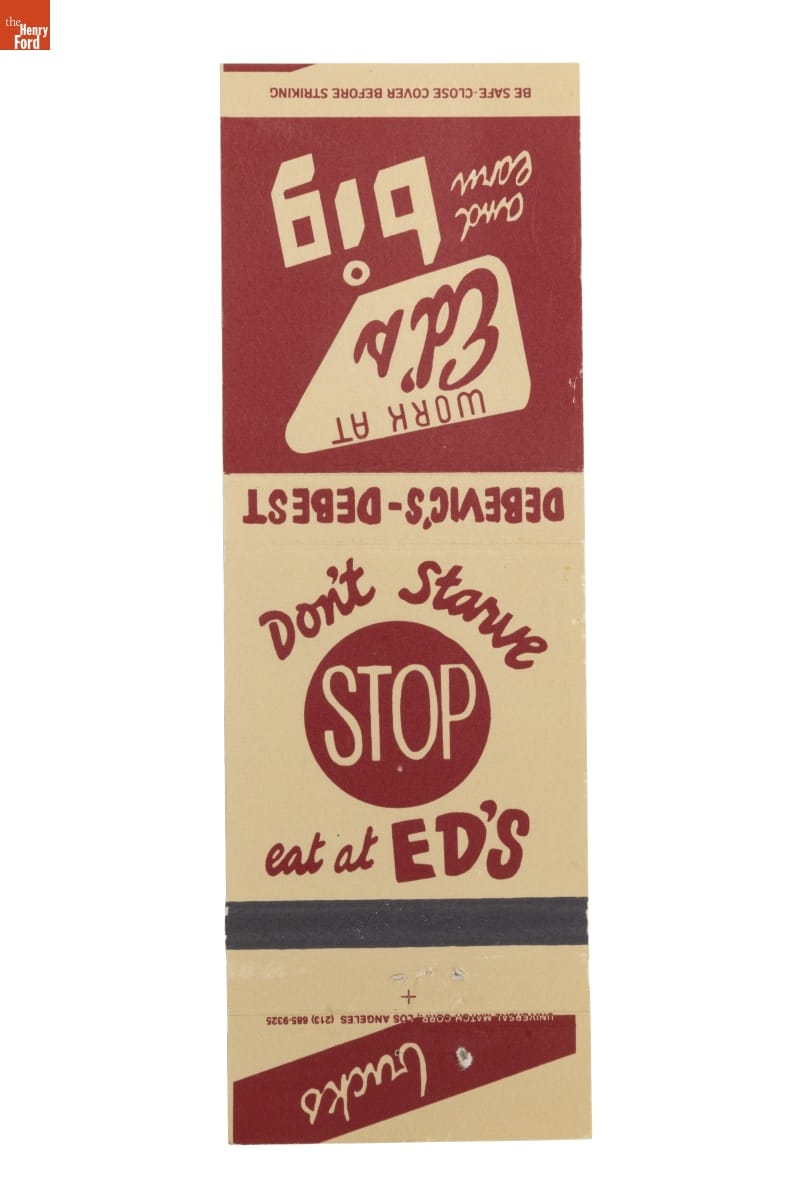 the
Henry
Ford
BE SAFE-CLOSE COVER BEFORE STRIKING
and
earn
big
WORK AT
Ed's
DEBEVIC'S-DEBEST
Don't Starve
STOP
eat at ED'S
UNIVERSAL MATCH CORP., LOS ANGELES (213) 685-9325
bucks